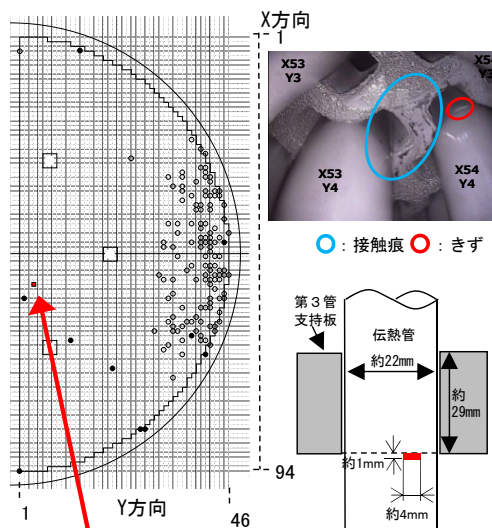 X方向
1
94
1
Y方向
46
X53
Y3
X54
Y3
X53
Y4
X54
Y4
：接触痕
：きず
第３管
支持板
伝熱管
約22mm
約
29mm
約1mm
約4mm